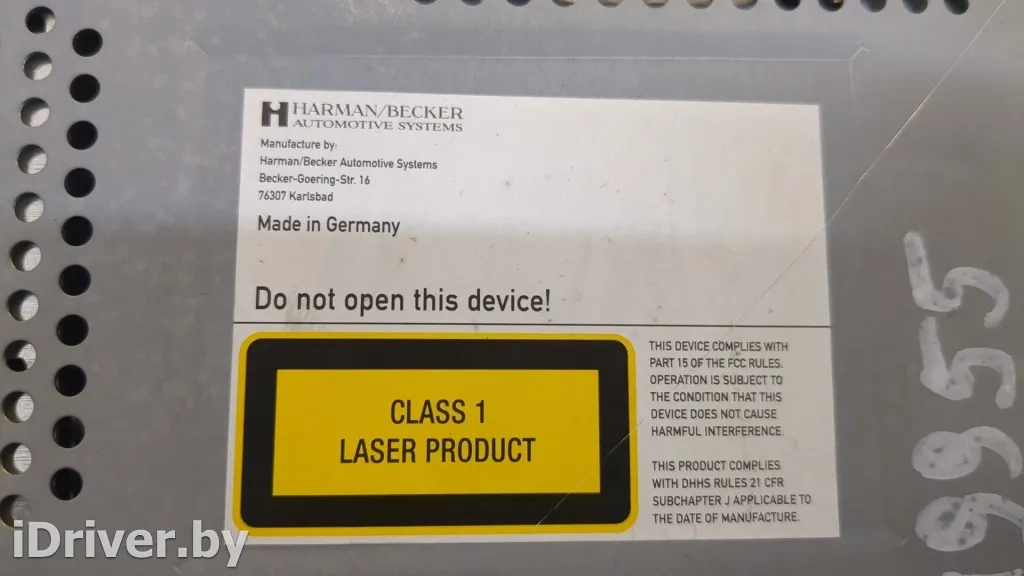 HARMAN/BECKER
AUTOMOTIVE SYSTEMS
Manufacture by:
Harman/Becker Automotive Systems
Becker-Goering-Str. 16
76307 Karlsbad
Made in Germany
Do not open this device!
CLASS 1
LASER PRODUCT
THIS DEVICE COMPLIES WITH
PART 15 OF THE FCC RULES.
OPERATION IS SUBJECT TO
THE CONDITION THAT THIS
DEVICE DOES NOT CAUSE
HARMFUL INTERFERENCE.
THIS PRODUCT COMPLIES
WITH DHHS RULES 21 CFR
SUBCHAPTER J APPLICABLE TO
THE DATE OF MANUFACTURE.
9955
iDriver.by